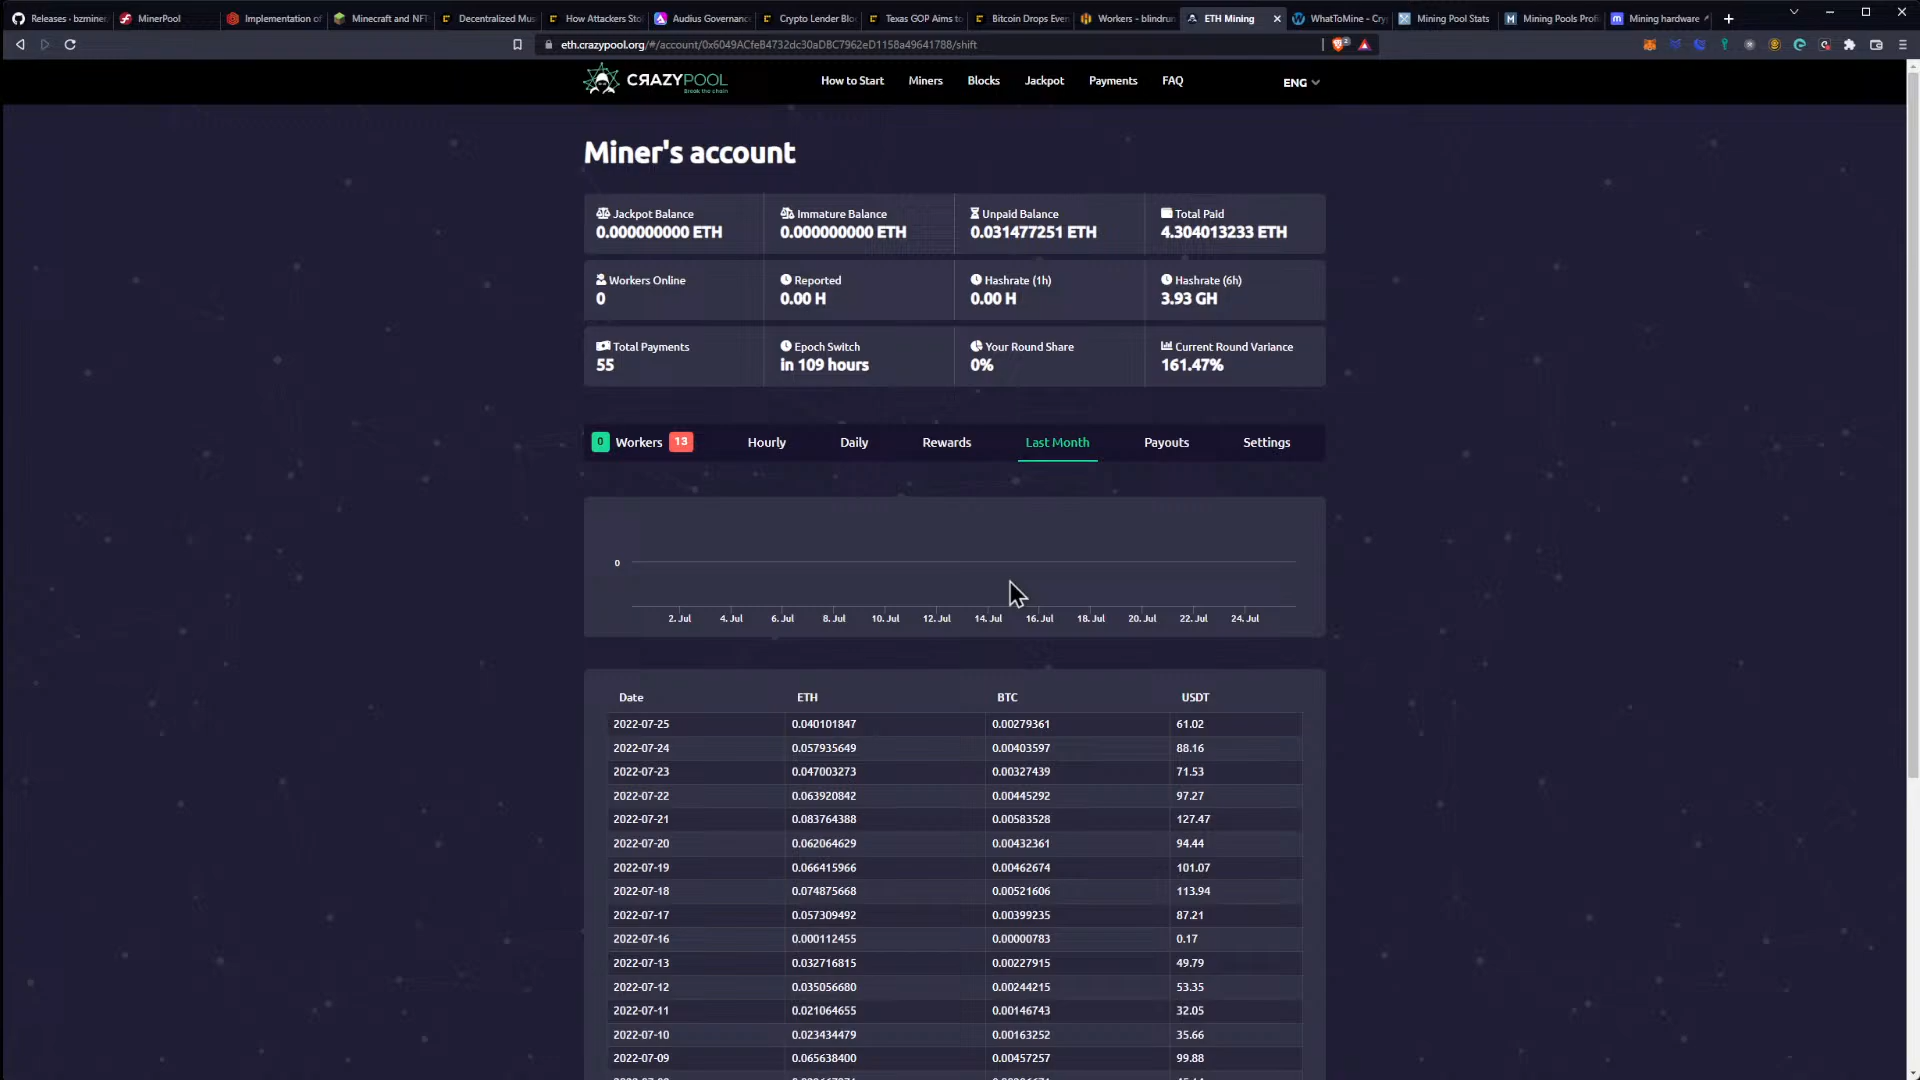 Releases - bzminer
MinerPool
Implementation of
Minecraft and NFT
Decentralized Mus
How Attackers Sto
Audius Governanc
Crypto Lender Blo
Texas GOP Aims to
Bitcoin Drops Even
Workers - blindrun
ETH Mining
WhatToMine - Cry
Mining Pool Stats
Mining Pools Profi
Mining hardware
eth.crazypool.org/#/account/0x6049ACfeB4732dc30aDBC7962eD1158a49641788/shift
CRAZYPOOL
Break the chain
How to Start
Miners
Blocks
Jackpot
Payments
FAQ
ENG
Miner's account
Jackpot Balance
0.000000000 ETH
Immature Balance
0.000000000 ETH
Unpaid Balance
0.031477251 ETH
Total Paid
4.304013233 ETH
Workers Online
0
Reported
0.00 H
Hashrate (1h)
0.00 H
Hashrate (6h)
3.93 GH
Total Payments
55
Epoch Switch
in 109 hours
Your Round Share
0%
Current Round Variance
161.47%
0 Workers 13
Hourly
Daily
Rewards
Last Month
Payouts
Settings
0
2. Jul 4. Jul 6. Jul 8. Jul 10. Jul 12. Jul 14. Jul 16. Jul 18. Jul 20. Jul 22. Jul 24. Jul
Date ETH BTC USDT
2022-07-25 0.040101847 0.00279361 61.02
2022-07-24 0.057935649 0.00403597 88.16
2022-07-23 0.047003273 0.00327439 71.53
2022-07-22 0.063920842 0.00445292 97.27
2022-07-21 0.083764388 0.00583528 127.47
2022-07-20 0.062064629 0.00432361 94.44
2022-07-19 0.066415966 0.00462674 101.07
2022-07-18 0.074875668 0.00521606 113.94
2022-07-17 0.057309492 0.00399235 87.21
2022-07-16 0.000112455 0.00000783 0.17
2022-07-13 0.032716815 0.00227915 49.79
2022-07-12 0.035056680 0.00244215 53.35
2022-07-11 0.021064655 0.00146743 32.05
2022-07-10 0.023434479 0.00163252 35.66
2022-07-09 0.065638400 0.00457257 99.88